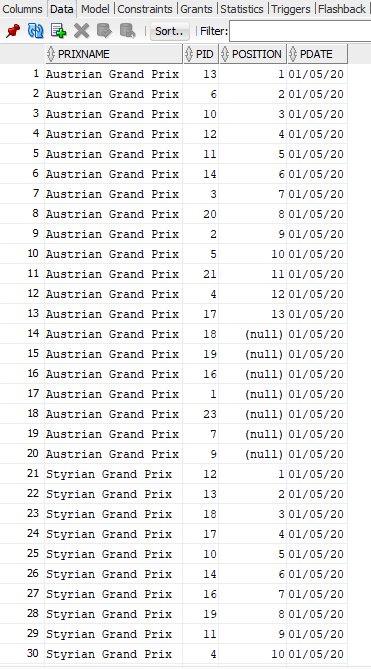 Columns Data Model Constraints Grants Statistics Triggers Flashback
Sort.. Filter:
PRIXNAME PID POSITION PDATE
1 Austrian Grand Prix 13 1 01/05/20
2 Austrian Grand Prix 6 2 01/05/20
3 Austrian Grand Prix 10 3 01/05/20
4 Austrian Grand Prix 12 4 01/05/20
5 Austrian Grand Prix 11 5 01/05/20
6 Austrian Grand Prix 14 6 01/05/20
7 Austrian Grand Prix 3 7 01/05/20
8 Austrian Grand Prix 20 8 01/05/20
9 Austrian Grand Prix 2 9 01/05/20
10 Austrian Grand Prix 5 10 01/05/20
11 Austrian Grand Prix 21 11 01/05/20
12 Austrian Grand Prix 4 12 01/05/20
13 Austrian Grand Prix 17 13 01/05/20
14 Austrian Grand Prix 18 (null) 01/05/20
15 Austrian Grand Prix 19 (null) 01/05/20
16 Austrian Grand Prix 16 (null) 01/05/20
17 Austrian Grand Prix 1 (null) 01/05/20
18 Austrian Grand Prix 23 (null) 01/05/20
19 Austrian Grand Prix 7 (null) 01/05/20
20 Austrian Grand Prix 9 (null) 01/05/20
21 Styrian Grand Prix 12 1 01/05/20
22 Styrian Grand Prix 13 2 01/05/20
23 Styrian Grand Prix 18 3 01/05/20
24 Styrian Grand Prix 17 4 01/05/20
25 Styrian Grand Prix 10 5 01/05/20
26 Styrian Grand Prix 14 6 01/05/20
27 Styrian Grand Prix 16 7 01/05/20
28 Styrian Grand Prix 19 8 01/05/20
29 Styrian Grand Prix 11 9 01/05/20
30 Styrian Grand Prix 4 10 01/05/20